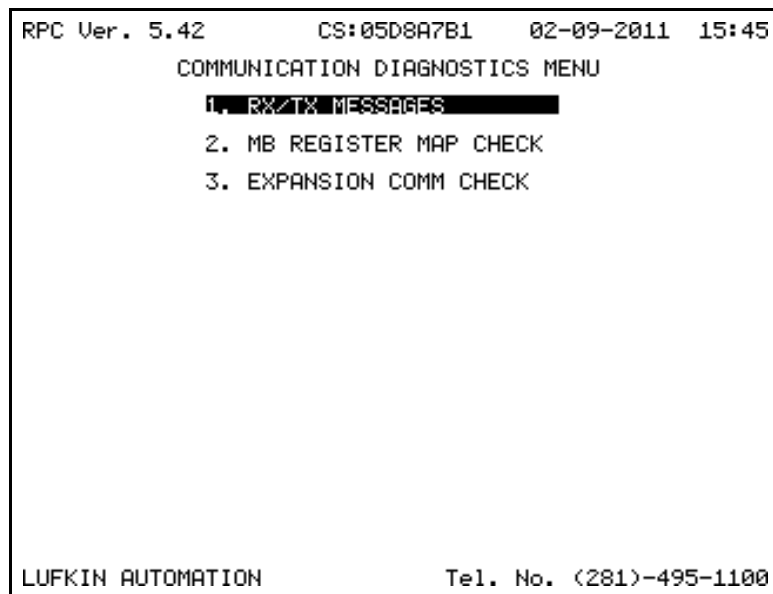 RPC Ver. 5.42 CS:05D8A7B1 02-09-2011 15:45
COMMUNICATION DIAGNOSTICS MENU
1. RX/TX MESSAGES
2. MB REGISTER MAP CHECK
3. EXPANSION COMM CHECK
LUFKIN AUTOMATION Tel. No. (281)-495-1100